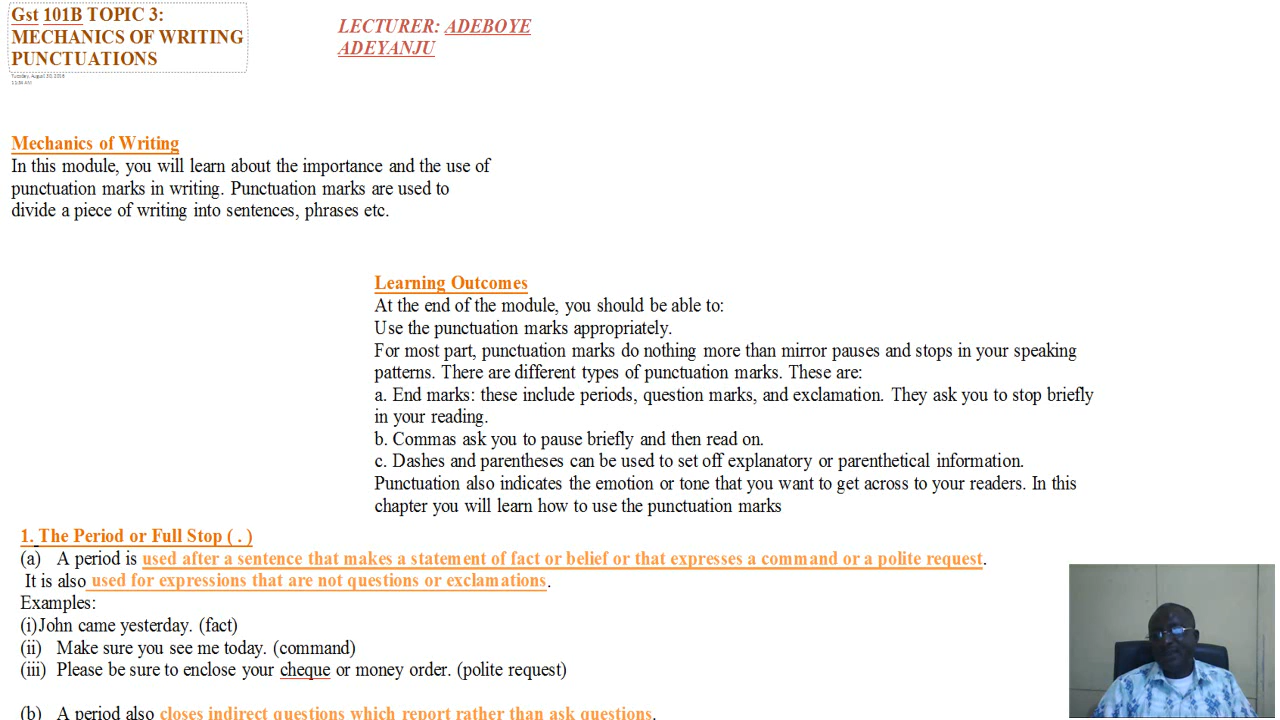 Gst 101B TOPIC 3:
MECHANICS OF WRITING
PUNCTUATIONS
LECTURER: ADEBOYE
ADEYANJU
Tuesday, August 30, 2016
11:36 AM
Mechanics of Writing
In this module, you will learn about the importance and the use of
punctuation marks in writing. Punctuation marks are used to
divide a piece of writing into sentences, phrases etc.
Learning Outcomes
At the end of the module, you should be able to:
Use the punctuation marks appropriately.
For most part, punctuation marks do nothing more than mirror pauses and stops in your speaking
patterns. There are different types of punctuation marks. These are:
a. End marks: these include periods, question marks, and exclamation. They ask you to stop briefly
in your reading.
b. Commas ask you to pause briefly and then read on.
c. Dashes and parentheses can be used to set off explanatory or parenthetical information.
Punctuation also indicates the emotion or tone that you want to get across to your readers. In this
chapter you will learn how to use the punctuation marks
1. The Period or Full Stop ( . )
(a) A period is used after a sentence that makes a statement of fact or belief or that expresses a command or a polite request.
It is also used for expressions that are not questions or exclamations.
Examples:
(i)John came yesterday. (fact)
(ii) Make sure you see me today. (command)
(iii) Please be sure to enclose your cheque or money order. (polite request)
(b) A period also closes indirect questions which report rather than ask questions.